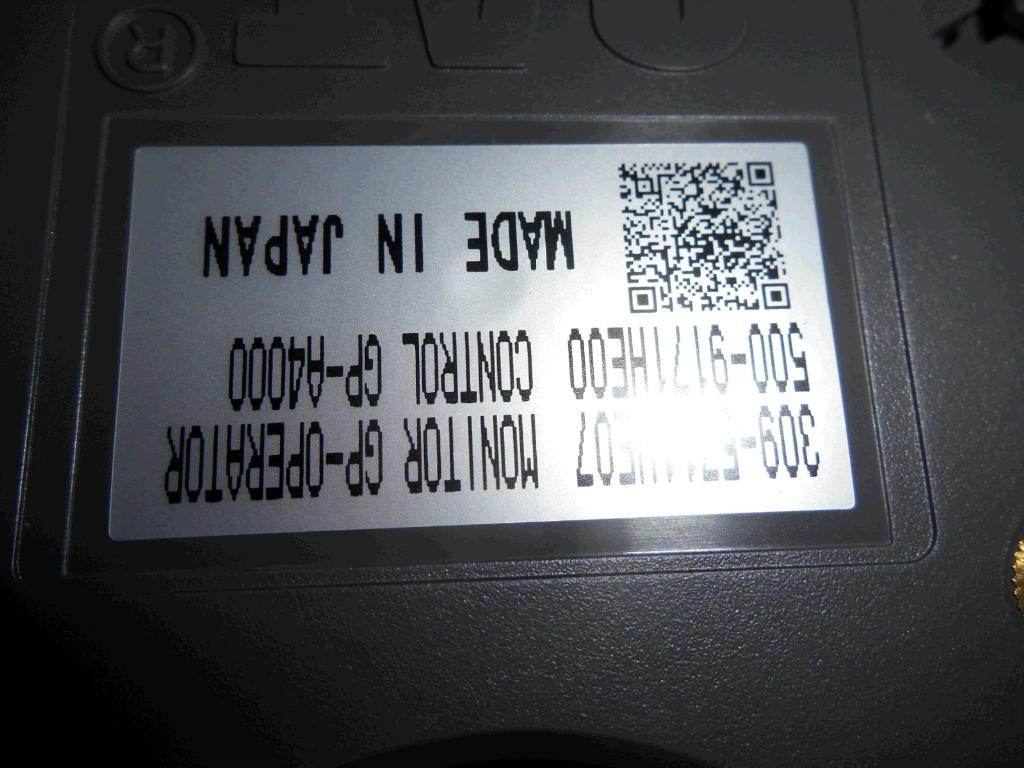 MONITOR GP-OPERATOR
500-9171HE00 CONTROL GP-A4000
MADE IN JAPAN
®